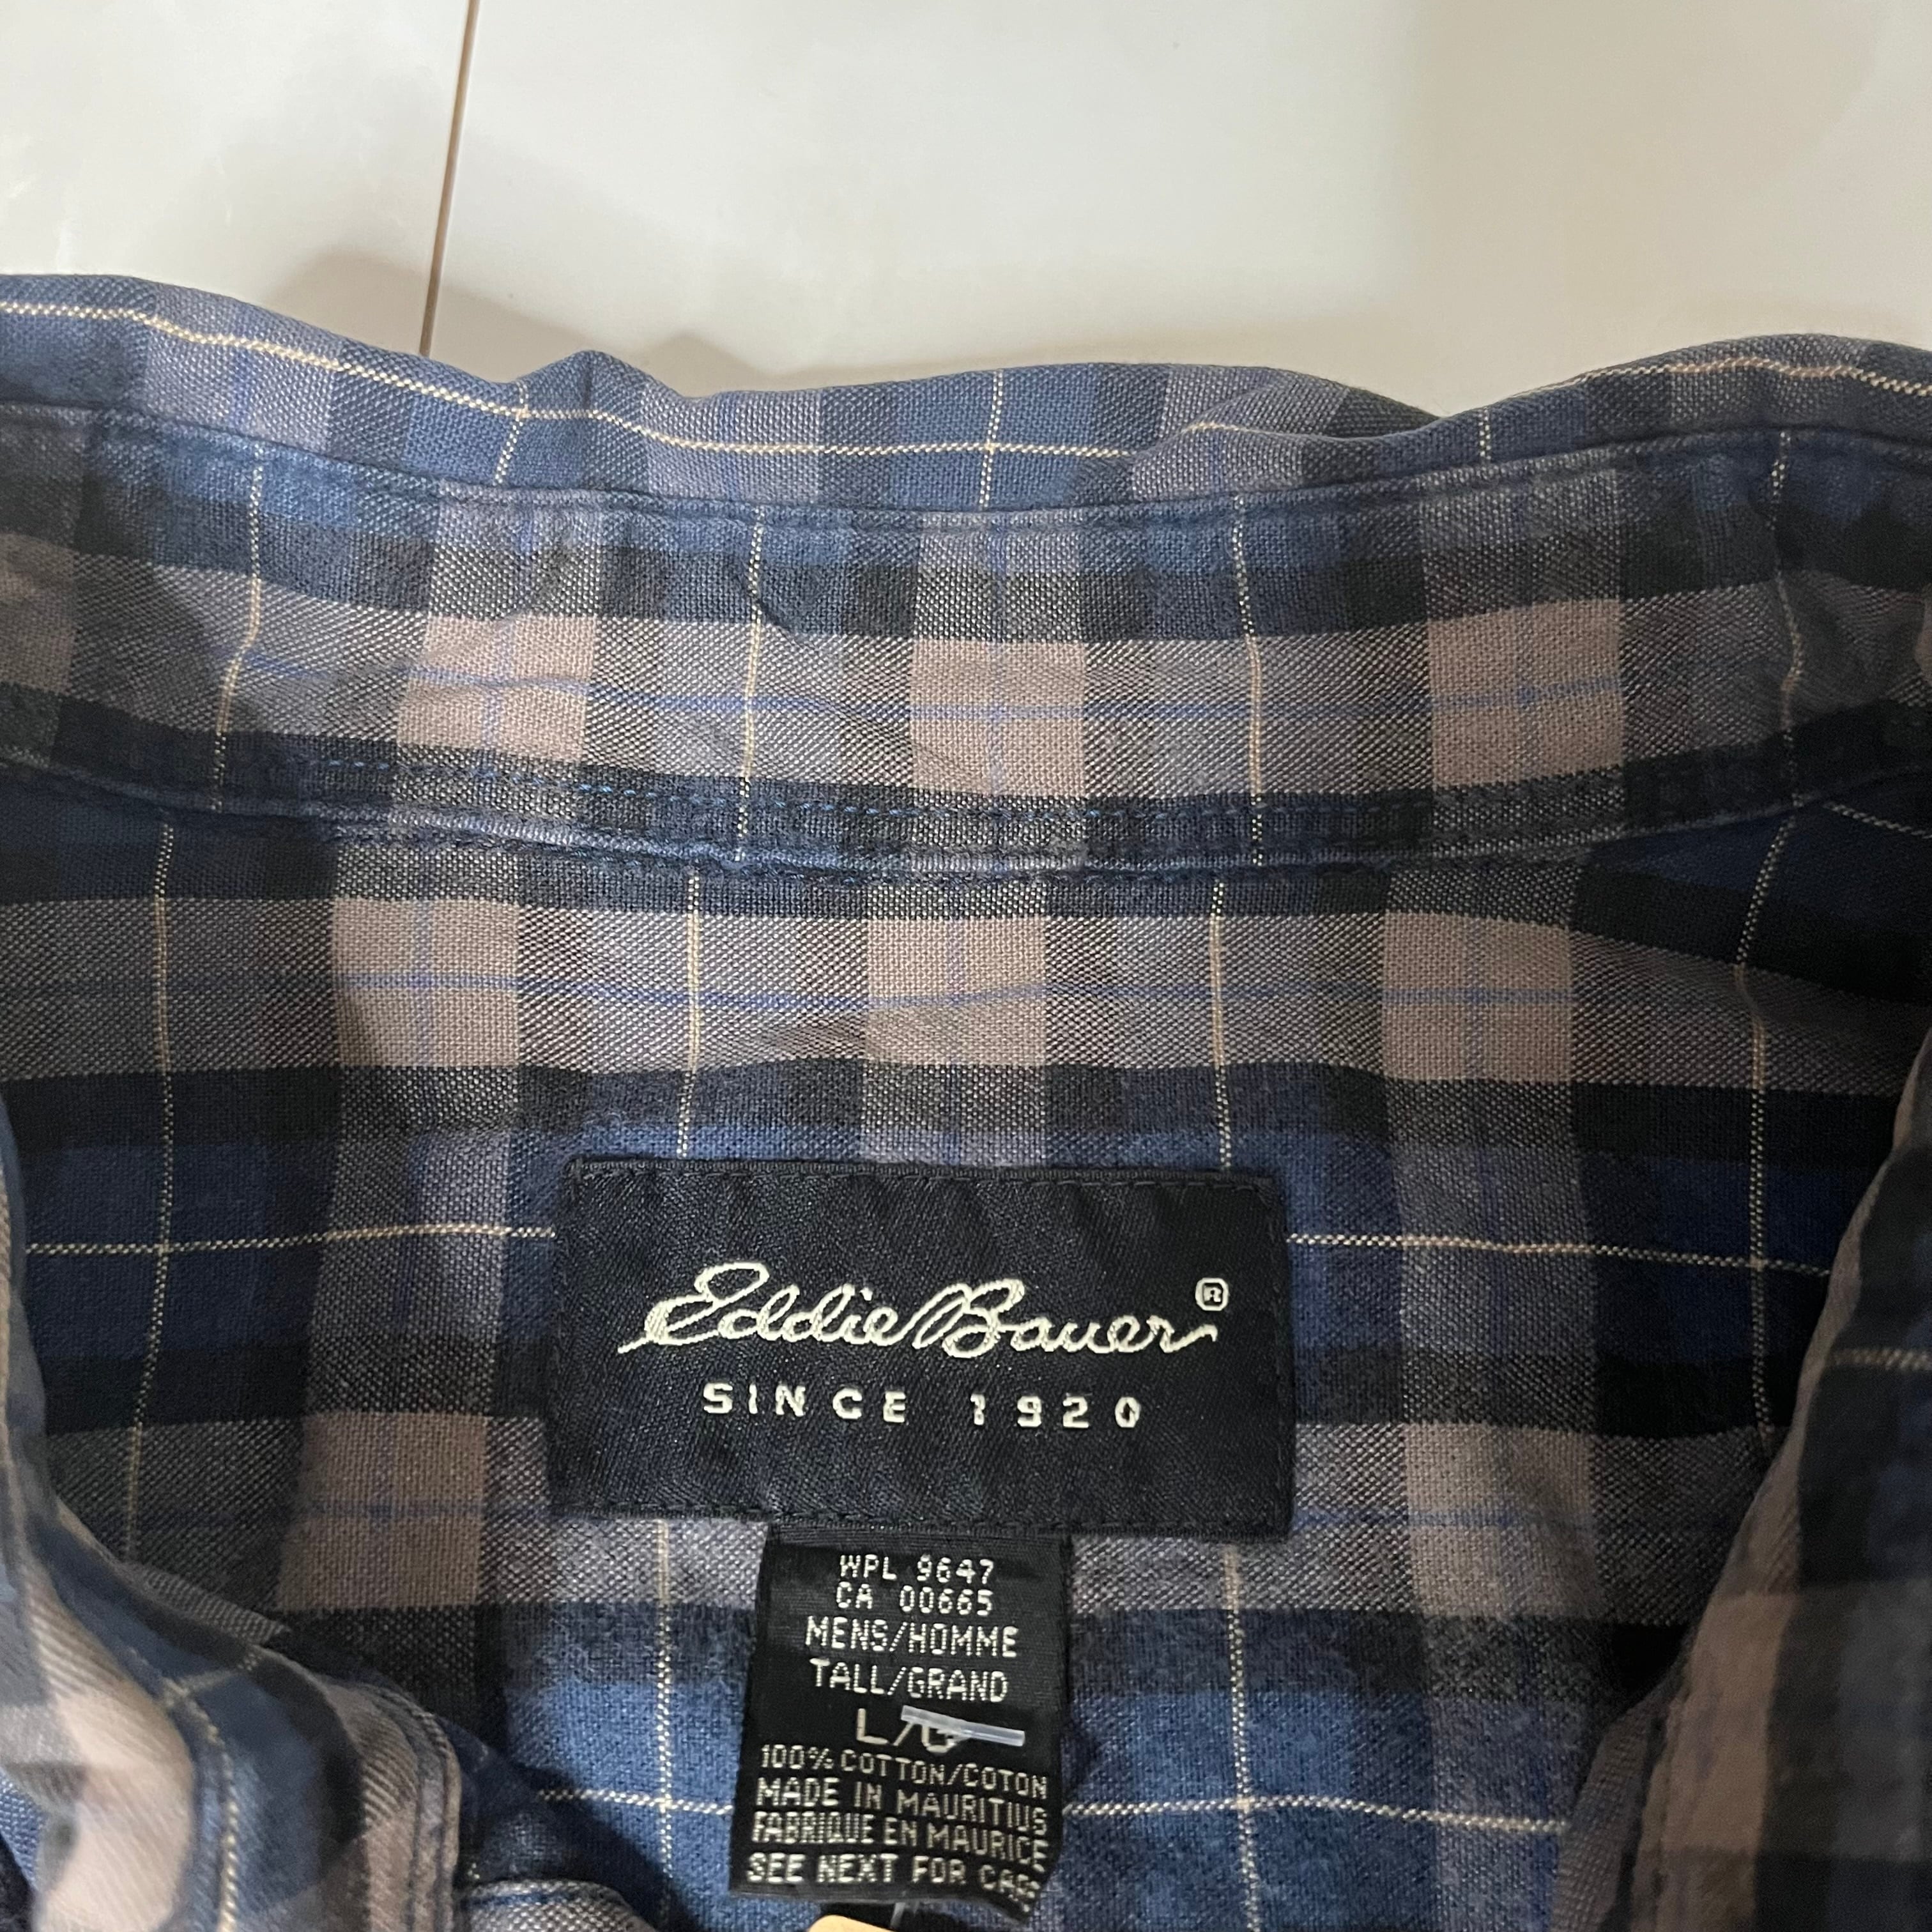 Eddie Bauer ®
SINCE 1920
WPL 9647
CA 00665
MENS/HOMME
TALL/GRAND
L/G
100% COTTON/COTON
MADE IN MAURITIUS
FABRIQUE EN MAURICE
SEE NEXT FOR CARE